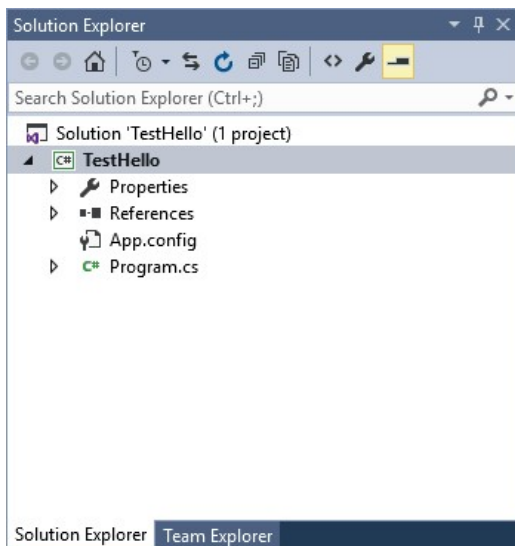 Solution Explorer
Search Solution Explorer (Ctrl+;)
Solution 'TestHello' (1 project)
C# TestHello
Properties
References
App.config
C# Program.cs
Solution Explorer Team Explorer